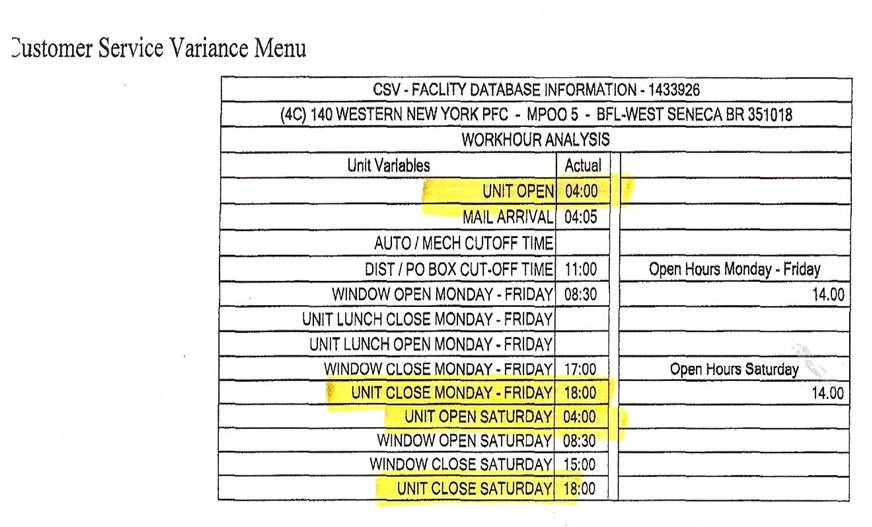 Customer Service Variance Menu
CSV - FACLITY DATABASE INFORMATION - 1433926
(4C) 140 WESTERN NEW YORK PFC - MPOO 5 - BFL-WEST SENECA BR 351018
WORKHOUR ANALYSIS
Unit Variables Actual
UNIT OPEN 04:00
MAIL ARRIVAL 04:05
AUTO / MECH CUTOFF TIME
DIST / PO BOX CUT-OFF TIME 11:00 Open Hours Monday - Friday
WINDOW OPEN MONDAY - FRIDAY 08:30 14.00
UNIT LUNCH CLOSE MONDAY - FRIDAY
UNIT LUNCH OPEN MONDAY - FRIDAY
WINDOW CLOSE MONDAY - FRIDAY 17:00 Open Hours Saturday
UNIT CLOSE MONDAY - FRIDAY 18:00 14.00
UNIT OPEN SATURDAY 04:00
WINDOW OPEN SATURDAY 08:30
WINDOW CLOSE SATURDAY 15:00
UNIT CLOSE SATURDAY 18:00